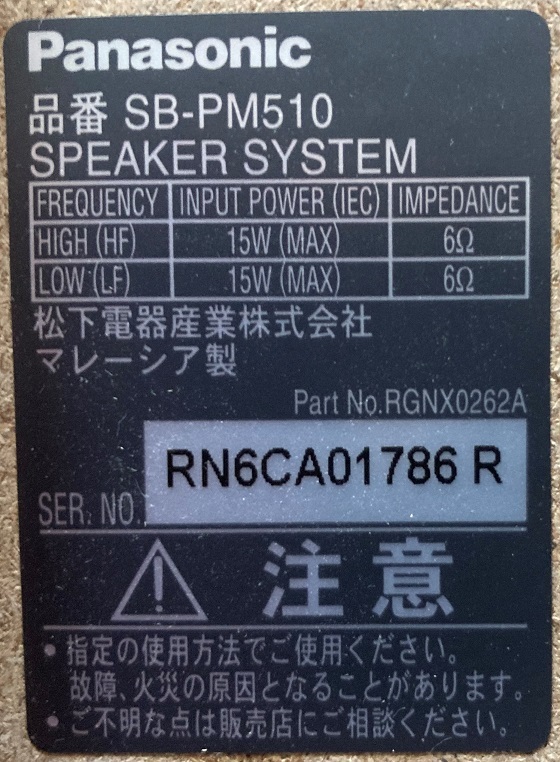 Panasonic
品番 SB-PM510
SPEAKER SYSTEM
FREQUENCY INPUT POWER (IEC) IMPEDANCE
HIGH (HF) 15W (MAX) 6Ω
LOW (LF) 15W (MAX) 6Ω
松下電器産業株式会社
マレーシア製
Part No.RGNX0262A
RN6CA01786 R
SER. NO.
注意
・指定の使用方法でご使用ください。
故障、火災の原因となることがあります。
・ご不明な点は販売店にご相談ください。